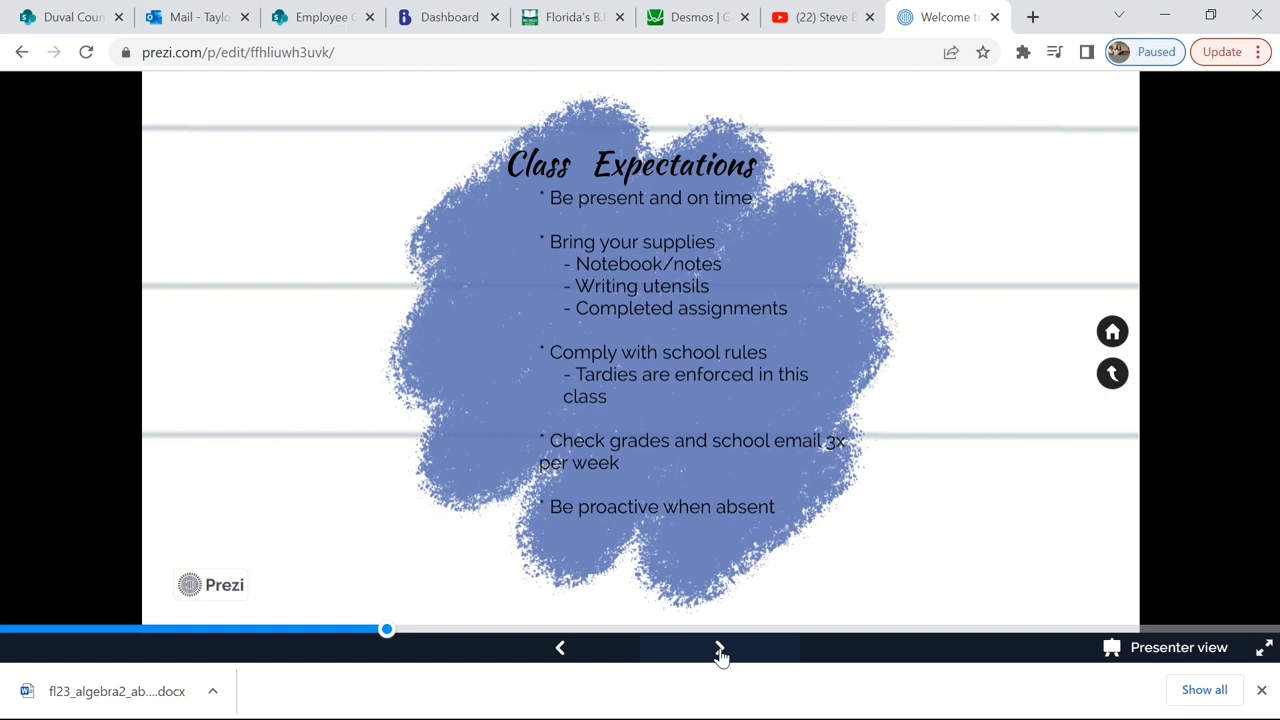 Duval Coun
Mail - Taylo
Employee C
Dashboard
Florida's B.
Desmos | G
(22) Steve E
Welcome to
prezi.com/p/edit/ffhliuwh3uvk/
Paused
Update
Class Expectations
* Be present and on time
* Bring your supplies
- Notebook/notes
- Writing utensils
- Completed assignments
* Comply with school rules
- Tardies are enforced in this
class
* Check grades and school email 3x
per week
* Be proactive when absent
Prezi
Presenter view
fl23_algebra2_ab....docx
Show all